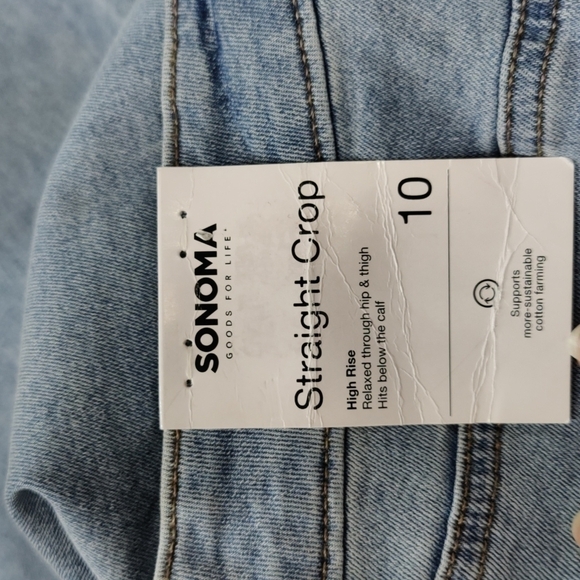 SONOMA
GOODS FOR LIFE
Straight Crop
High Rise
Relaxed through hip & thigh
Hits below the calf
10
Supports
more-sustainable
cotton farming